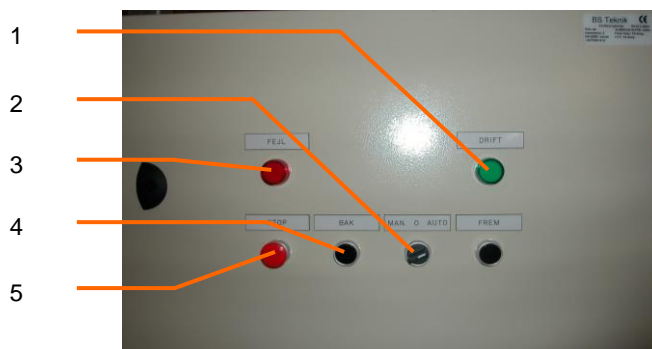 1
2
3
4
5
BS Teknik CE
FEJL
DRIFT
STOP
BAK
MAN. O AUTO
FREM